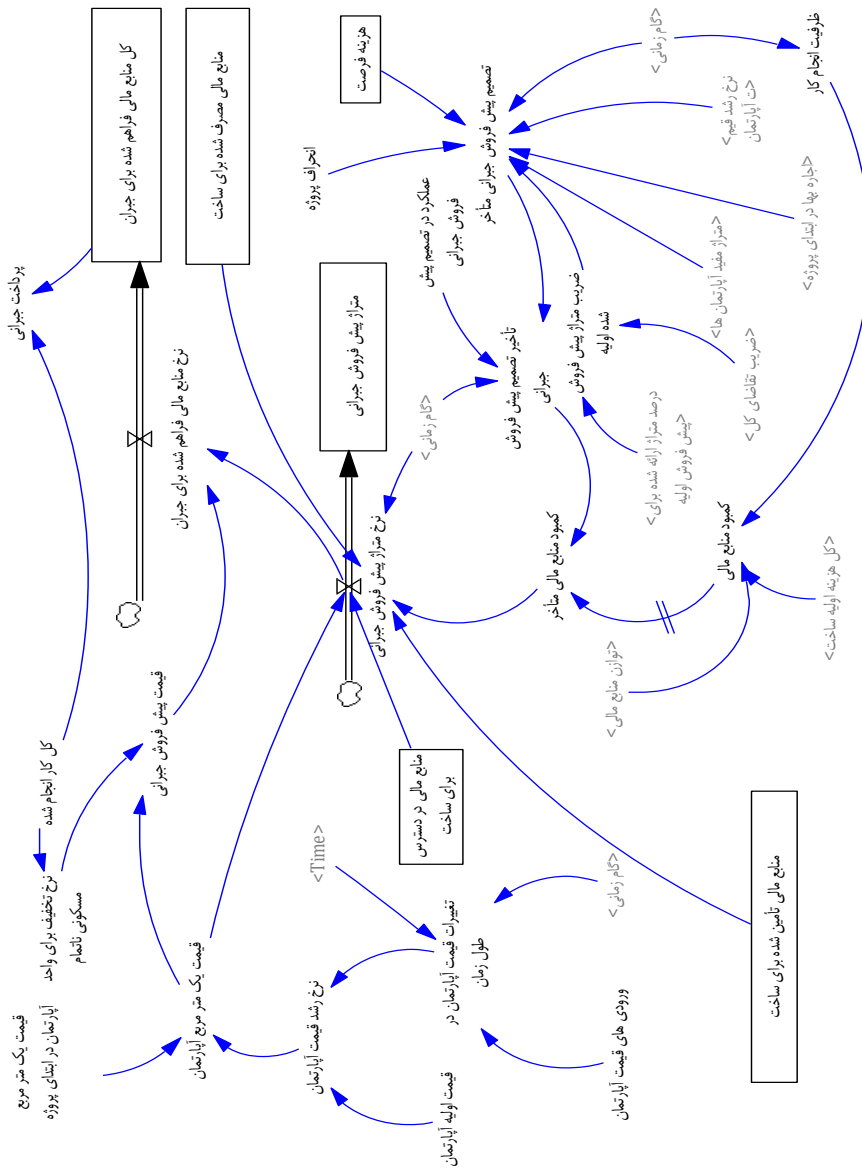 کل منابع مالی فراهم شده برای جبران
منابع مالی مصرف شده برای ساخت
هزینه فرصت
تصمیم پیش فروش جبرانی متأخر
<گام زمانی>
ظرفیت انجام کار
نرخ رشد قیم>
<ت آپارتمان
انحراف پروژه
پرداخت جبرانی
نرخ منابع مالی فراهم شده برای جبران
متراژ پیش فروش جبرانی
عملکرد در تصمیم پیش
فروش جبرانی
<اجاره بها در ابتدای پروژه>
<متراژ مفید آپارتمان ها>
ضریب متراژ پیش فروش
شده اولیه
تأخیر تصمیم پیش فروش
جبرانی
<ضریب تقاضای کل>
<گام زمانی>
<درصد متراژ ارائه شده برای
پیش فروش اولیه>
نرخ متراژ پیش فروش جبرانی
کمبود منابع مالی متأخر
کمبود منابع مالی
<کل هزینه اولیه ساخت>
<توازن منابع مالی>
قیمت پیش فروش جبرانی
کل کار انجام شده
منابع مالی در دسترس
برای ساخت
نرخ تخفیف برای واحد
مسکونی ناتمام
<Time>
<گام زمانی>
منابع مالی تأمین شده برای ساخت
تغییرات قیمت آپارتمان در
طول زمان
قیمت یک متر مربع آپارتمان
نرخ رشد قیمت آپارتمان
قیمت یک متر مربع
آپارتمان در ابتدای پروژه
ورودی های قیمت آپارتمان
قیمت اولیه آپارتمان